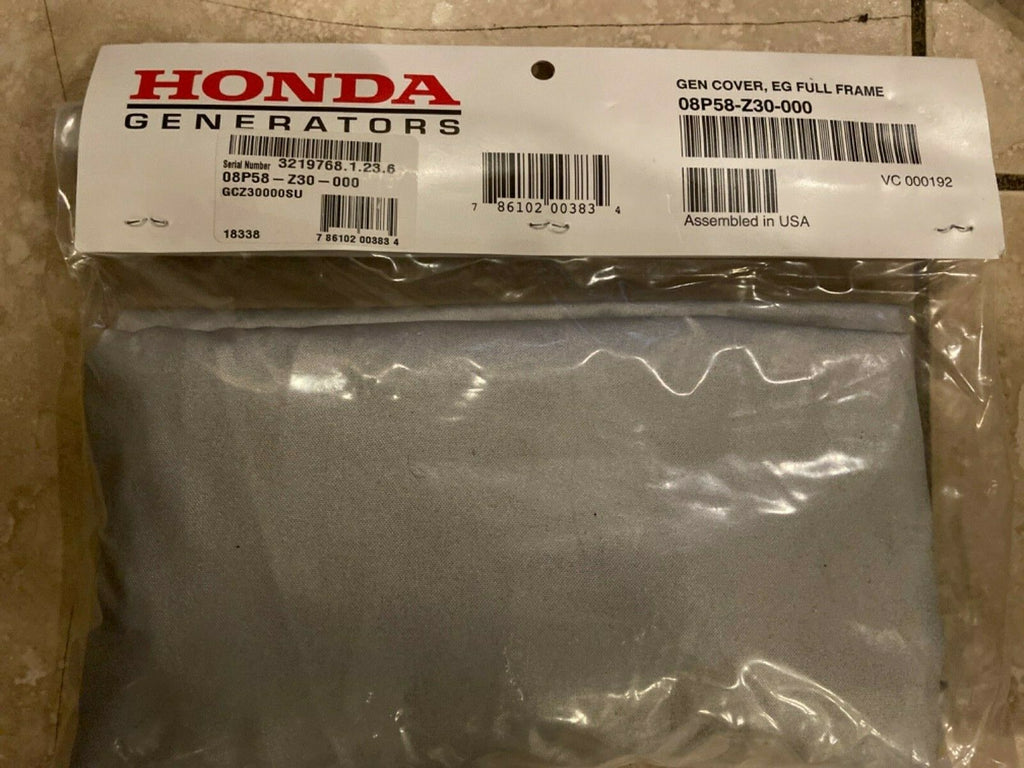 HONDA
GENERATORS
Serial Number 3219768.1.23.6
08P58-Z30-000
GCZ30000SU
18338
7 86102 00383 4
7 86102 00383 4
GEN COVER, EG FULL FRAME
08P58-Z30-000
VC 000192
Assembled in USA